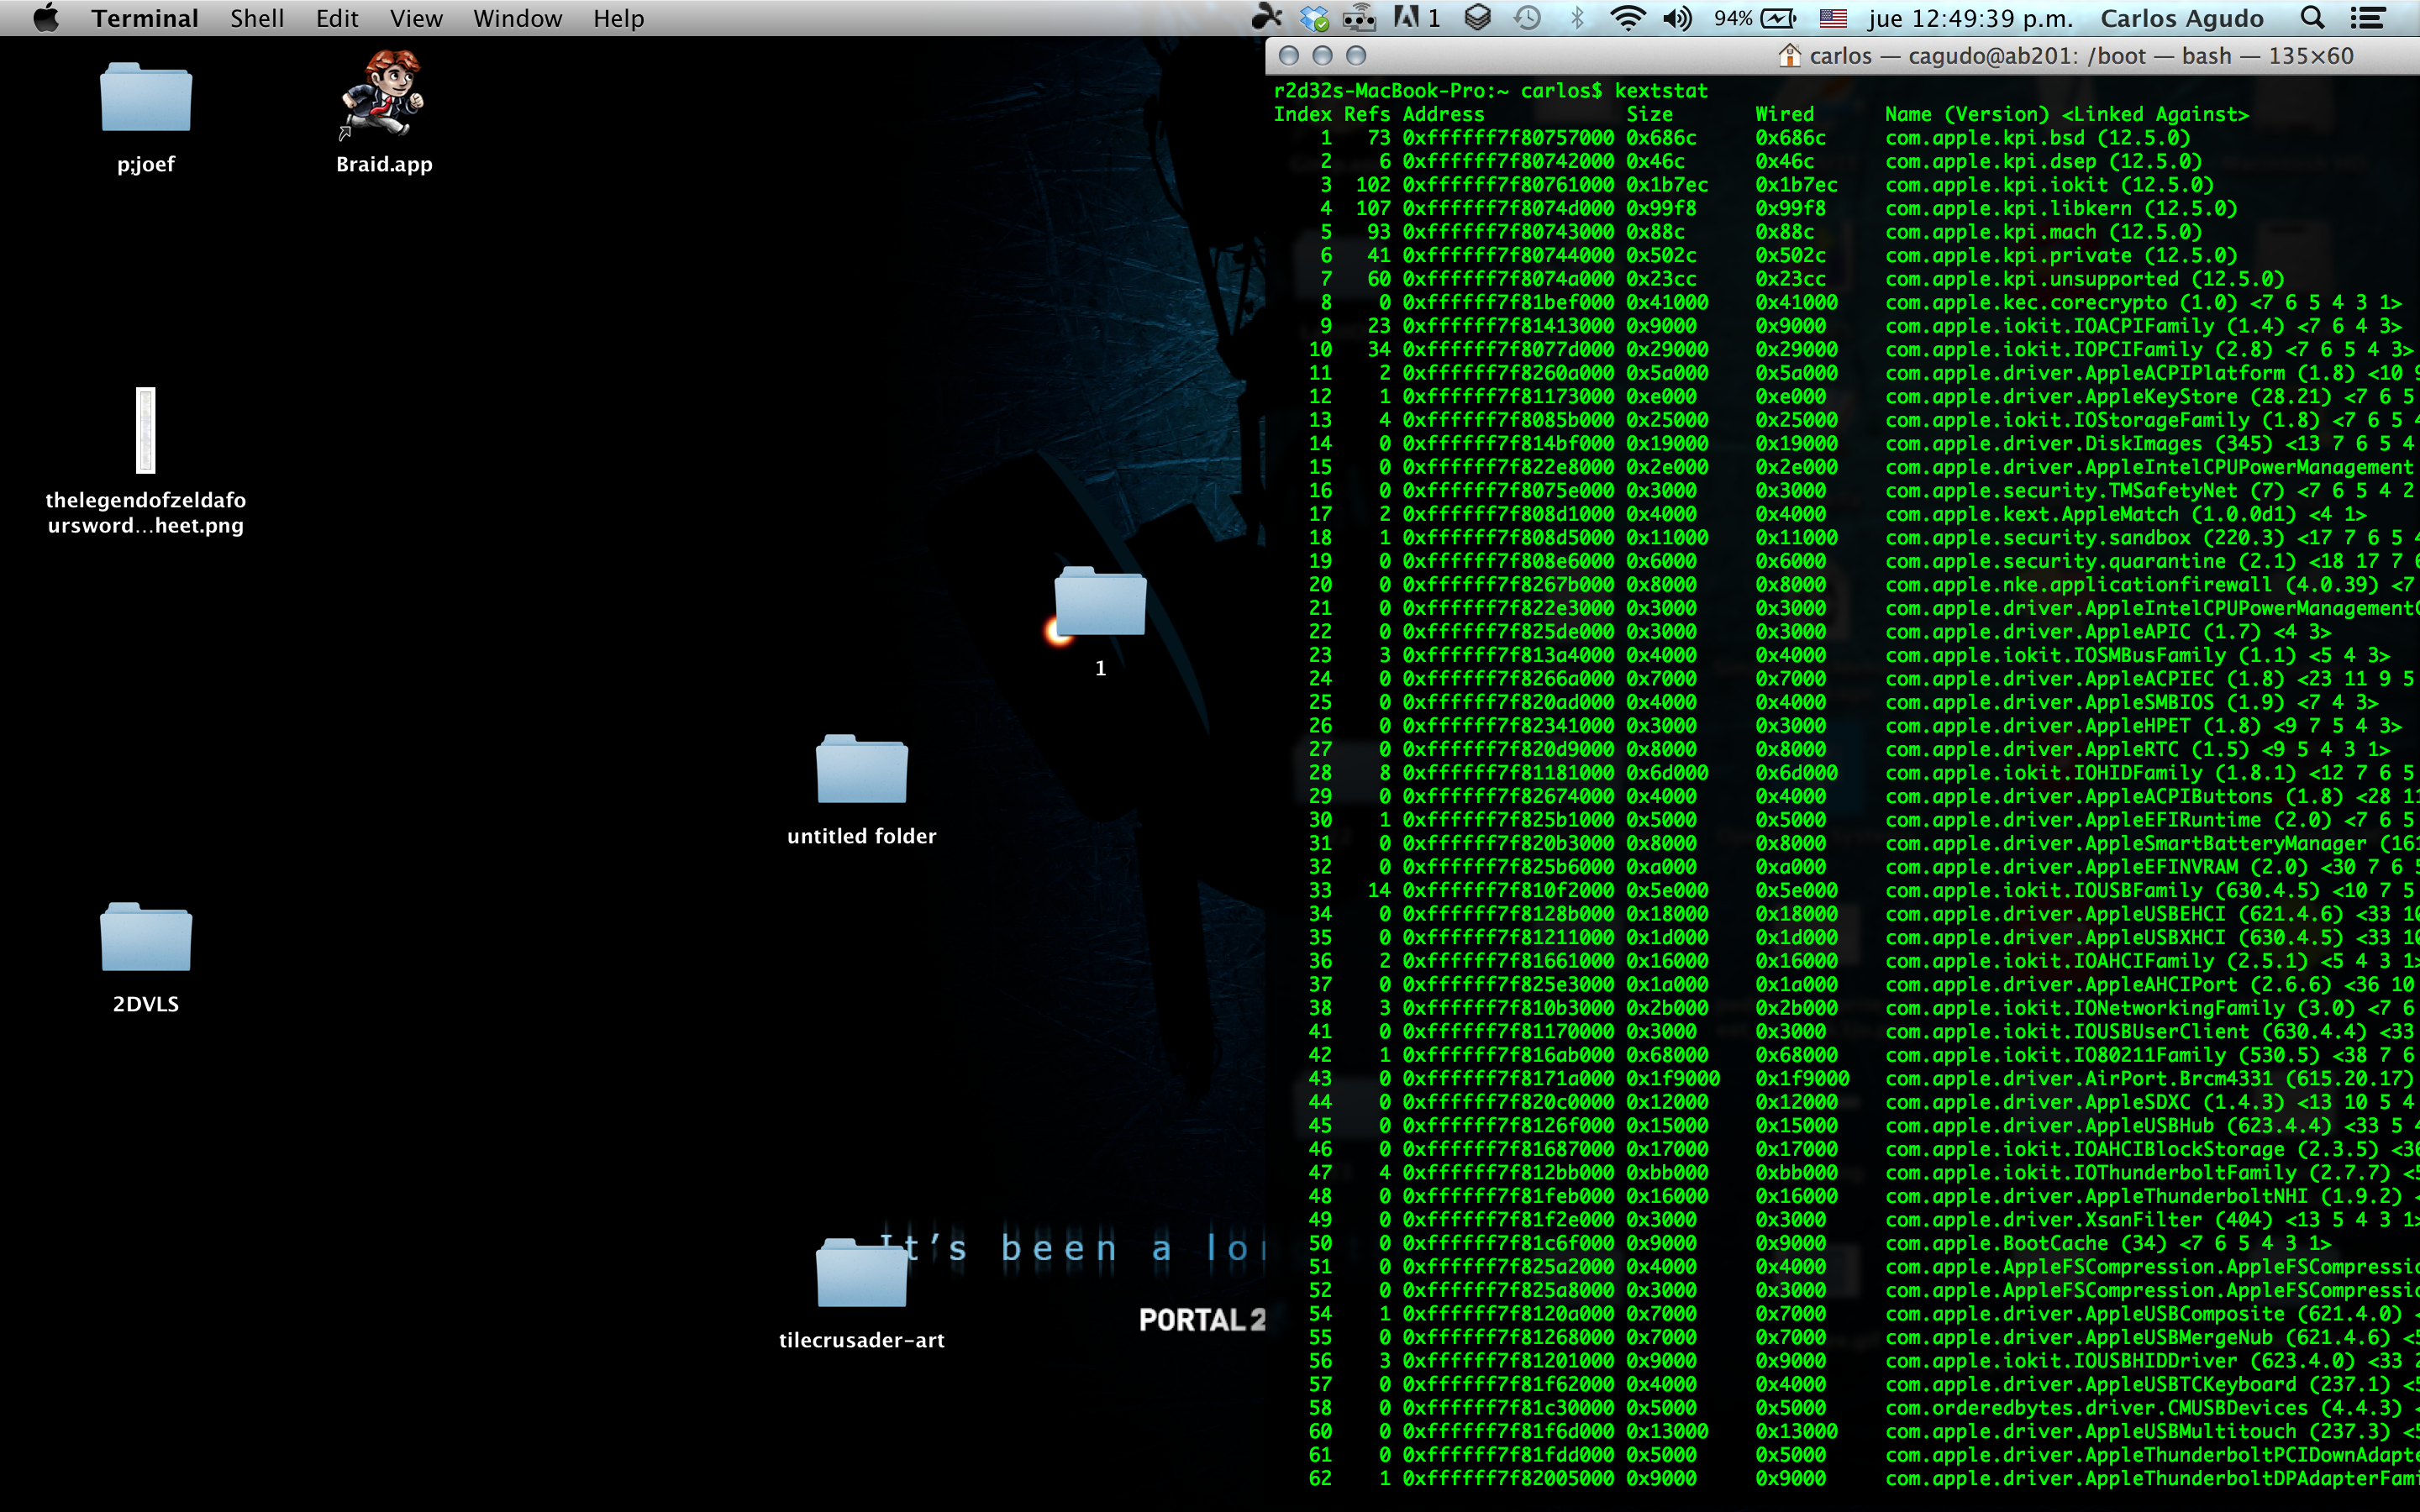 Terminal Shell Edit View Window Help 1 94% jue 12:49:39 p.m. Carlos Agudo
p;joef
Braid.app
thelegendofzeldafo
ursword...heet.png
1
untitled folder
2DVLS
It's been a lo
PORTAL 2
tilecrusader-art
carlos — cagudo@ab201: /boot — bash — 135×60
r2d32s-MacBook-Pro:~ carlos$ kextstat
Index Refs Address Size Wired Name (Version) <Linked Against>
1 73 0xffffff7f80757000 0x686c 0x686c com.apple.kpi.bsd (12.5.0)
2 6 0xffffff7f80742000 0x46c 0x46c com.apple.kpi.dsep (12.5.0)
3 102 0xffffff7f80761000 0x1b7ec 0x1b7ec com.apple.kpi.iokit (12.5.0)
4 107 0xffffff7f8074d000 0x99f8 0x99f8 com.apple.kpi.libkern (12.5.0)
5 93 0xffffff7f80743000 0x88c 0x88c com.apple.kpi.mach (12.5.0)
6 41 0xffffff7f80744000 0x502c 0x502c com.apple.kpi.private (12.5.0)
7 60 0xffffff7f8074a000 0x23cc 0x23cc com.apple.kpi.unsupported (12.5.0)
8 0 0xffffff7f81bef000 0x41000 0x41000 com.apple.kec.corecrypto (1.0) <7 6 5 4 3 1>
9 23 0xffffff7f81413000 0x9000 0x9000 com.apple.iokit.IOACPIFamily (1.4) <7 6 4 3>
10 34 0xffffff7f8077d000 0x29000 0x29000 com.apple.iokit.IOPCIFamily (2.8) <7 6 5 4 3>
11 2 0xffffff7f8260a000 0x5a000 0x5a000 com.apple.driver.AppleACPIPlatform (1.8) <10 9
12 1 0xffffff7f81173000 0xe000 0xe000 com.apple.driver.AppleKeyStore (28.21) <7 6 5
13 4 0xffffff7f8085b000 0x25000 0x25000 com.apple.iokit.IOStorageFamily (1.8) <7 6 5 4
14 0 0xffffff7f814bf000 0x19000 0x19000 com.apple.driver.DiskImages (345) <13 7 6 5 4
15 0 0xffffff7f822e8000 0x2e000 0x2e000 com.apple.driver.AppleIntelCPUPowerManagement
16 0 0xffffff7f8075e000 0x3000 0x3000 com.apple.security.TMSafetyNet (7) <7 6 5 4 2
17 2 0xffffff7f808d1000 0x4000 0x4000 com.apple.kext.AppleMatch (1.0.0d1) <4 1>
18 1 0xffffff7f808d5000 0x11000 0x11000 com.apple.security.sandbox (220.3) <17 7 6 5 4
19 0 0xffffff7f808e6000 0x6000 0x6000 com.apple.security.quarantine (2.1) <18 17 7 6
20 0 0xffffff7f8267b000 0x8000 0x8000 com.apple.nke.applicationfirewall (4.0.39) <7
21 0 0xffffff7f822e3000 0x3000 0x3000 com.apple.driver.AppleIntelCPUPowerManagementC
22 0 0xffffff7f825de000 0x3000 0x3000 com.apple.driver.AppleAPIC (1.7) <4 3>
23 3 0xffffff7f813a4000 0x4000 0x4000 com.apple.iokit.IOSMBusFamily (1.1) <5 4 3>
24 0 0xffffff7f8266a000 0x7000 0x7000 com.apple.driver.AppleACPIEC (1.8) <23 11 9 5
25 0 0xffffff7f820ad000 0x4000 0x4000 com.apple.driver.AppleSMBIOS (1.9) <7 4 3>
26 0 0xffffff7f82341000 0x3000 0x3000 com.apple.driver.AppleHPET (1.8) <9 7 5 4 3>
27 0 0xffffff7f820d9000 0x8000 0x8000 com.apple.driver.AppleRTC (1.5) <9 5 4 3 1>
28 8 0xffffff7f81181000 0x6d000 0x6d000 com.apple.iokit.IOHIDFamily (1.8.1) <12 7 6 5
29 0 0xffffff7f82674000 0x4000 0x4000 com.apple.driver.AppleACPIButtons (1.8) <28 11
30 1 0xffffff7f825b1000 0x5000 0x5000 com.apple.driver.AppleEFIRuntime (2.0) <7 6 5
31 0 0xffffff7f820b3000 0x8000 0x8000 com.apple.driver.AppleSmartBatteryManager (161
32 0 0xffffff7f825b6000 0xa000 0xa000 com.apple.driver.AppleEFINVRAM (2.0) <30 7 6 5
33 14 0xffffff7f810f2000 0x5e000 0x5e000 com.apple.iokit.IOUSBFamily (630.4.5) <10 7 5
34 0 0xffffff7f8128b000 0x18000 0x18000 com.apple.driver.AppleUSBEHCI (621.4.6) <33 10
35 0 0xffffff7f81211000 0x1d000 0x1d000 com.apple.driver.AppleUSBXHCI (630.4.5) <33 10
36 2 0xffffff7f81661000 0x16000 0x16000 com.apple.iokit.IOAHCIFamily (2.5.1) <5 4 3 1>
37 0 0xffffff7f825e3000 0x1a000 0x1a000 com.apple.driver.AppleAHCIPort (2.6.6) <36 10
38 3 0xffffff7f810b3000 0x2b000 0x2b000 com.apple.iokit.IONetworkingFamily (3.0) <7 6
41 0 0xffffff7f81170000 0x3000 0x3000 com.apple.iokit.IOUSBUserClient (630.4.4) <33
42 1 0xffffff7f816ab000 0x68000 0x68000 com.apple.iokit.IO80211Family (530.5) <38 7 6
43 0 0xffffff7f8171a000 0x1f9000 0x1f9000 com.apple.driver.AirPort.Brcm4331 (615.20.17)
44 0 0xffffff7f820c0000 0x12000 0x12000 com.apple.driver.AppleSDXC (1.4.3) <13 10 5 4
45 0 0xffffff7f8126f000 0x15000 0x15000 com.apple.driver.AppleUSBHub (623.4.4) <33 5 4
46 0 0xffffff7f81687000 0x17000 0x17000 com.apple.iokit.IOAHCIBlockStorage (2.3.5) <36
47 4 0xffffff7f812bb000 0xbb000 0xbb000 com.apple.iokit.IOThunderboltFamily (2.7.7) <5
48 0 0xffffff7f81feb000 0x16000 0x16000 com.apple.driver.AppleThunderboltNHI (1.9.2) <
49 0 0xffffff7f81f2e000 0x3000 0x3000 com.apple.driver.XsanFilter (404) <13 5 4 3 1>
50 0 0xffffff7f81c6f000 0x9000 0x9000 com.apple.BootCache (34) <7 6 5 4 3 1>
51 0 0xffffff7f825a2000 0x4000 0x4000 com.apple.AppleFSCompression.AppleFSCompressio
52 0 0xffffff7f825a8000 0x3000 0x3000 com.apple.AppleFSCompression.AppleFSCompressio
54 1 0xffffff7f8120a000 0x7000 0x7000 com.apple.driver.AppleUSBComposite (621.4.0) <
55 0 0xffffff7f81268000 0x7000 0x7000 com.apple.driver.AppleUSBMergeNub (621.4.6) <5
56 3 0xffffff7f81201000 0x9000 0x9000 com.apple.iokit.IOUSBHIDDriver (623.4.0) <33 2
57 0 0xffffff7f81f62000 0x4000 0x4000 com.apple.driver.AppleUSBTCKeyboard (237.1) <5
58 0 0xffffff7f81c30000 0x5000 0x5000 com.orderedbytes.driver.CMUSBDevices (4.4.3) <
60 0 0xffffff7f81f6d000 0x13000 0x13000 com.apple.driver.AppleUSBMultitouch (237.3) <5
61 0 0xffffff7f81fdd000 0x5000 0x5000 com.apple.driver.AppleThunderboltPCIDownAdapte
62 1 0xffffff7f82005000 0x9000 0x9000 com.apple.driver.AppleThunderboltDPAdapterFami